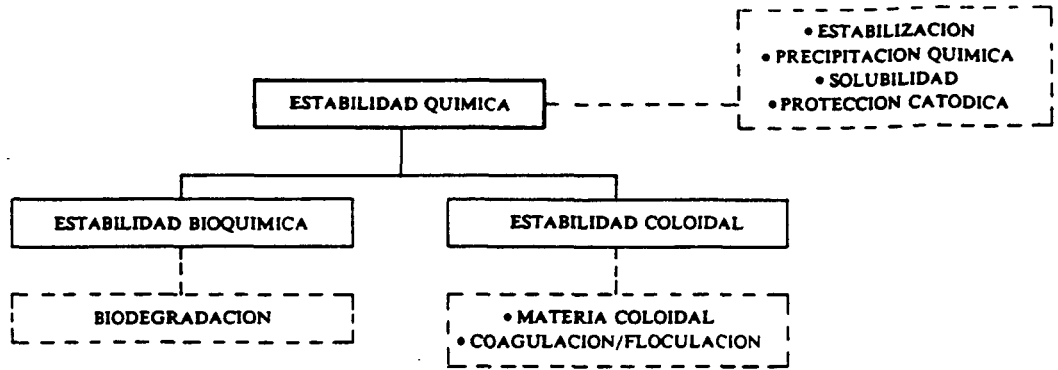 • ESTABILIZACION
• PRECIPITACION QUIMICA
• SOLUBILIDAD
• PROTECCION CATODICA
ESTABILIDAD QUIMICA
ESTABILIDAD BIOQUIMICA
ESTABILIDAD COLOIDAL
BIODEGRADACION
• MATERIA COLOIDAL
• COAGULACION/FLOCULACION